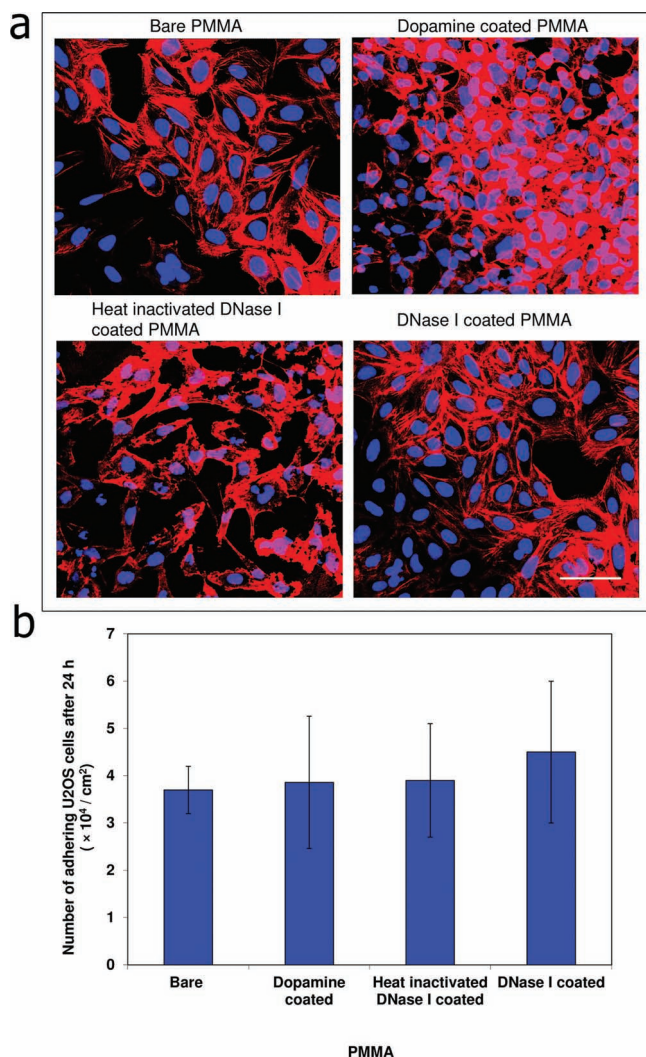 a
Bare PMMA
Dopamine coated PMMA
Heat inactivated DNase I
coated PMMA
DNase I coated PMMA
b
Number of adhering U2OS cells after 24 h
( × 10⁴ / cm²)
7
6
5
4
3
2
1
0
Bare
Dopamine
coated
Heat inactivated
DNase I coated
DNase I coated
PMMA